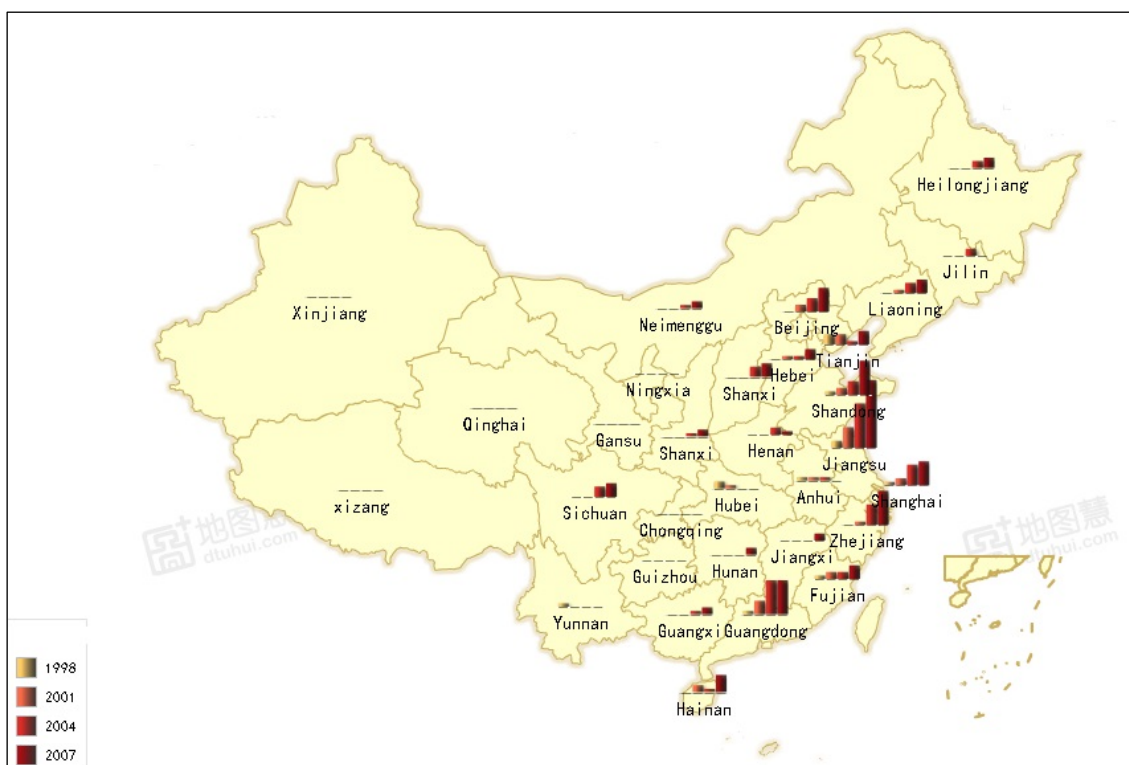 Heilongjiang
Jilin
Xinjiang
Liaoning
Neimenggu
Beijing
Tianjin
Hebei
Ningxia
Shanxi
Shandong
Qinghai
Gansu
Shanxi
Henan
Jiangsu
xizang
Sichuan
Hubei
Anhui
Shanghai
Chongqing
Zhejiang
地图慧
dtuhui.com
地图慧
dtuhui.com
Jiangxi
Hunan
Guizhou
Fujian
Yunnan
Guangxi
Guangdong
Hainan
1998
2001
2004
2007